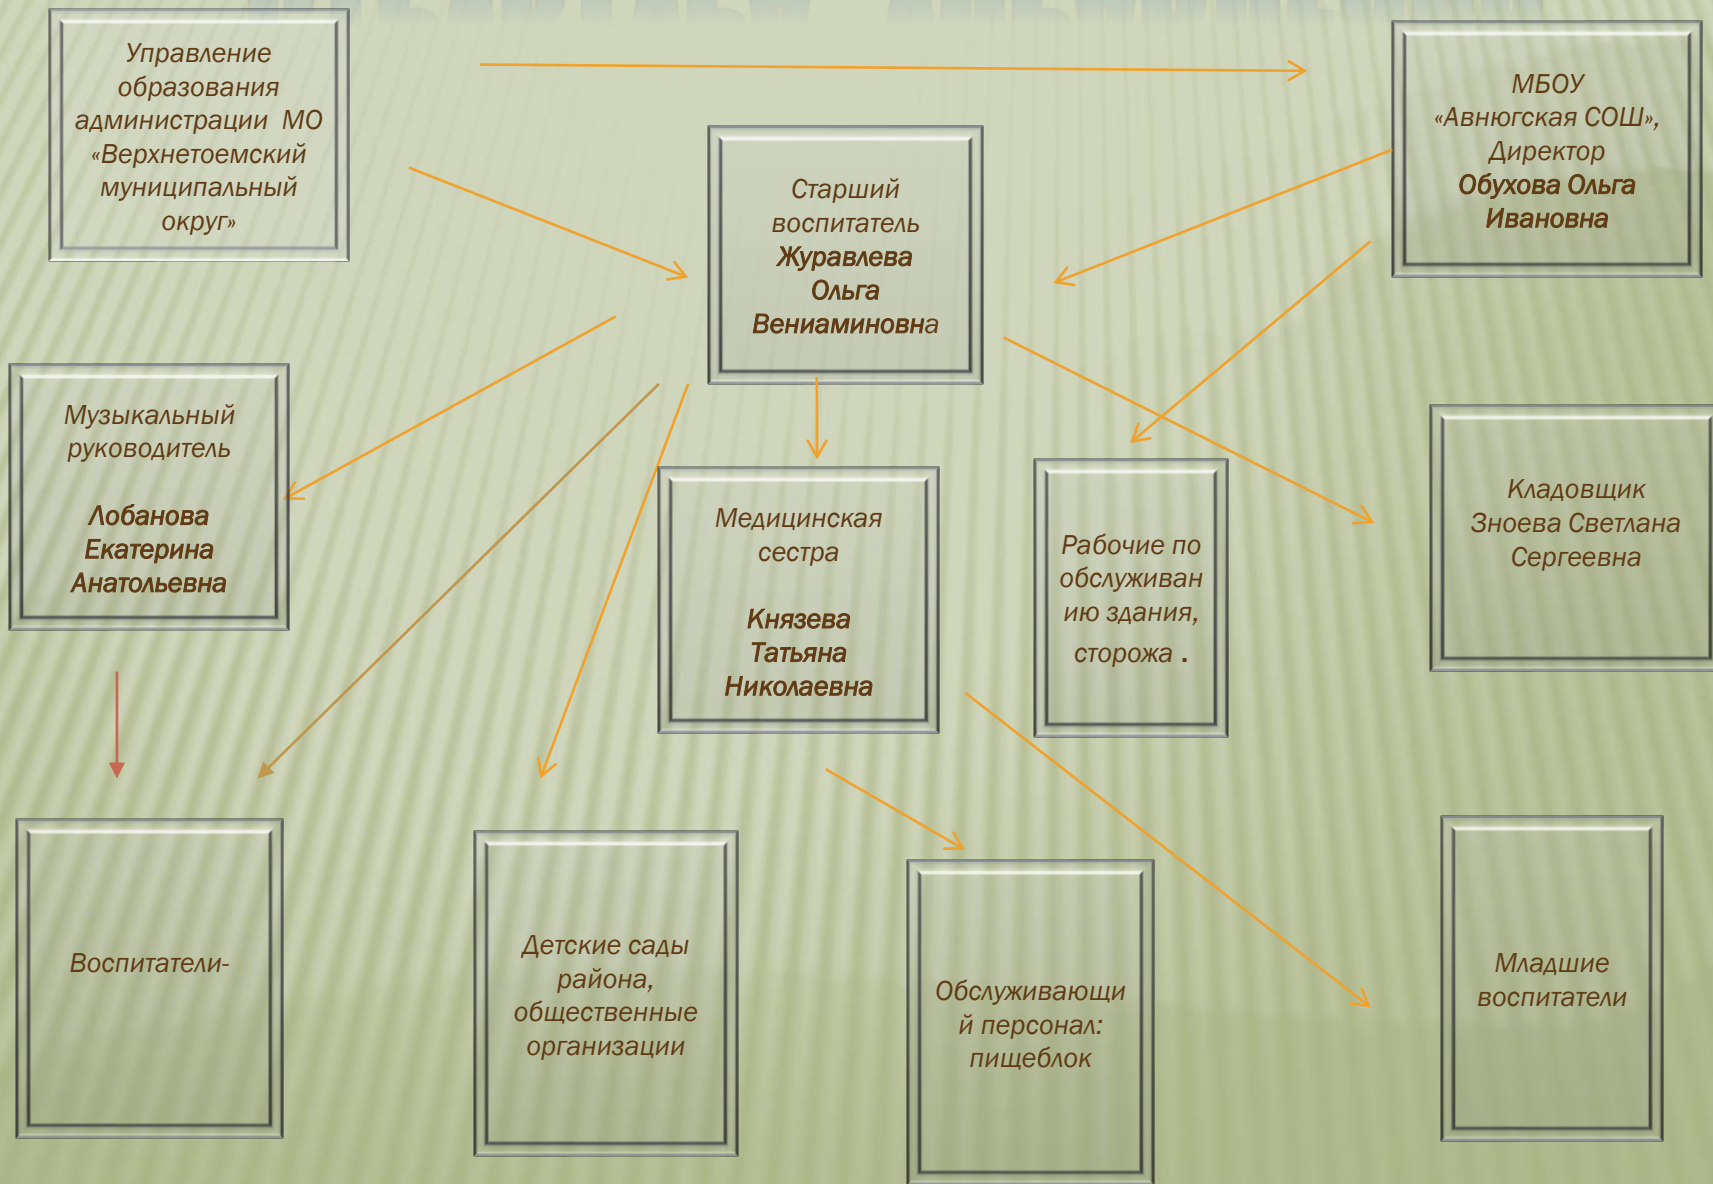 Управление
образования
администрации МО
«Верхнетоемский
муниципальный
округ»
МБОУ
«Авнюгская СОШ»,
Директор
Обухова Ольга
Ивановна
Старший
воспитатель
Журавлева
Ольга
Вениаминовна
Музыкальный
руководитель
Лобанова
Екатерина
Анатольевна
Медицинская
сестра
Князева
Татьяна
Николаевна
Рабочие по
обслуживан
ию здания,
сторожа .
Кладовщик
Зноева Светлана
Сергеевна
Воспитатели-
Детские сады
района,
общественные
организации
Обслуживающи
й персонал:
пищеблок
Младшие
воспитатели